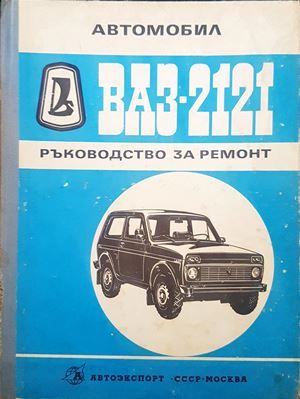 АВТОМОБИЛ
ВАЗ-2121
РЪКОВОДСТВО ЗА РЕМОНТ
АВТОЭКСПОРТ · СССР · МОСКВА